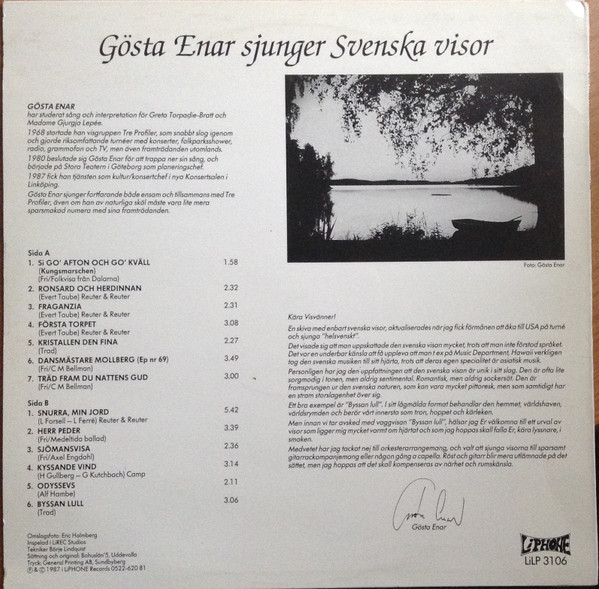 Gösta Enar sjunger Svenska visor
GÖSTA ENAR
har studerat sång och interpretation för Greta Torpadie-Bratt och
Madame Gjurgja Lepée.
1968 startade han visgruppen Tre Profiler, som snabbt slog igenom
och gjorde riksomfattande turnéer med konserter, folkparksshower,
radio, grammofon och TV, men även framträdanden utomlands.
1980 beslutade sig Gösta Enar för att trappa ner sin sång, och
började på Stora Teatern i Göteborg som planeringschef.
1987 fick han tjänsten som kultur/konsertchef i nya Konsertsalen i
Linköping.
Gösta Enar sjunger fortfarande både ensam och tillsammans med Tre
Profiler, även om han av naturliga skäl måste vara lite mera
sparsmakad numera med sina framträdanden.
Foto: Gösta Enar
Sida A
1. SI GO' AFTON OCH GO' KVÄLL 1.58
(Kungsmarschen)
(Fri/Folkvisa från Dalarna)
2. RONSARD OCH HERDINNAN 2.32
(Evert Taube) Reuter & Reuter
3. FRAGANZIA 2.31
(Evert Taube) Reuter & Reuter
4. FÖRSTA TORPET 3.08
(Evert Taube) Reuter & Reuter
5. KRISTALLEN DEN FINA 2.27
(Trad)
6. DANSMÄSTARE MOLLBERG (Ep nr 69) 3.49
(Fri/C M Bellman)
7. TRÄD FRAM DU NATTENS GUD 3.00
(Fri/C M Bellman)
Sida B
1. SNURRA, MIN JORD 5.42
(L Forsell – L Ferré) Reuter & Reuter
2. HERR PEDER 3.39
(Fri/Medeltida ballad)
3. SJÖMANSVISA 2.36
(Fri/Axel Engdahl)
4. KYSSANDE VIND 3.14
(H Gullberg – G Kutchbach) Camp
5. ODYSSEVS 2.11
(Alf Hambe)
6. BYSSAN LULL 3.06
(Trad)
Omslagsfoto: Eric Holmberg
Inspelad i LIREC Studios
Tekniker Börje Lindquist
Sättning och original: Bohuslän'5, Uddevalla
Tryck: General Printing AB, Sundbyberg
℗ & © 1987 i LiPHONE Records 0522-620 81
Kära Visvänner!
En skiva med enbart svenska visor, aktualiserades när jag fick förmånen att åka till USA på turné
och sjunga "helsvenskt".
Det visade sig att man uppskattade den svenska visan mycket, trots att man inte förstod språket.
Det var en underbar känsla att få uppleva att man t ex på Music Department, Hawaii verkligen
tog den svenska musiken till sitt hjärta, trots att deras egen specialitet är asiatisk musik.
Personligen har jag den uppfattningen att den svenska visan är unik i sitt slag. Den är ofta lite
sorgmodig i tonen, men aldrig sentimental. Romantisk, men aldrig sockersöt. Den är
framsprungen ur den svenska naturen, som kan vara mycket pittoresk, men som samtidigt har
en stram storslagenhet över sig.
Ett bra exempel är "Byssan lull". I sitt lågmälda format behandlar den hemmet, världshaven,
världsrymden och berör vårt innersta som tron, hoppet och kärleken.
Men innan vi tar avsked med vaggvisan "Byssan lull", hälsar jag Er välkomna till ett urval av
visor som ligger mig mycket varmt om hjärtat och som jag hoppas skall falla Er, kära lyssnare, i
smaken.
Medvetet har jag tackat nej till orkesterarrangemang, och valt att sjunga visorna till sparsamt
gitarrackompanjemang eller någon gång a capella. Röst och gitarr blir mera utlämnade på det
sättet, men jag hoppas att det skall kompenseras av närhet och rumskänsla.
Gösta Enar
Gösta Enar
LiPHONE
LiLP 3106